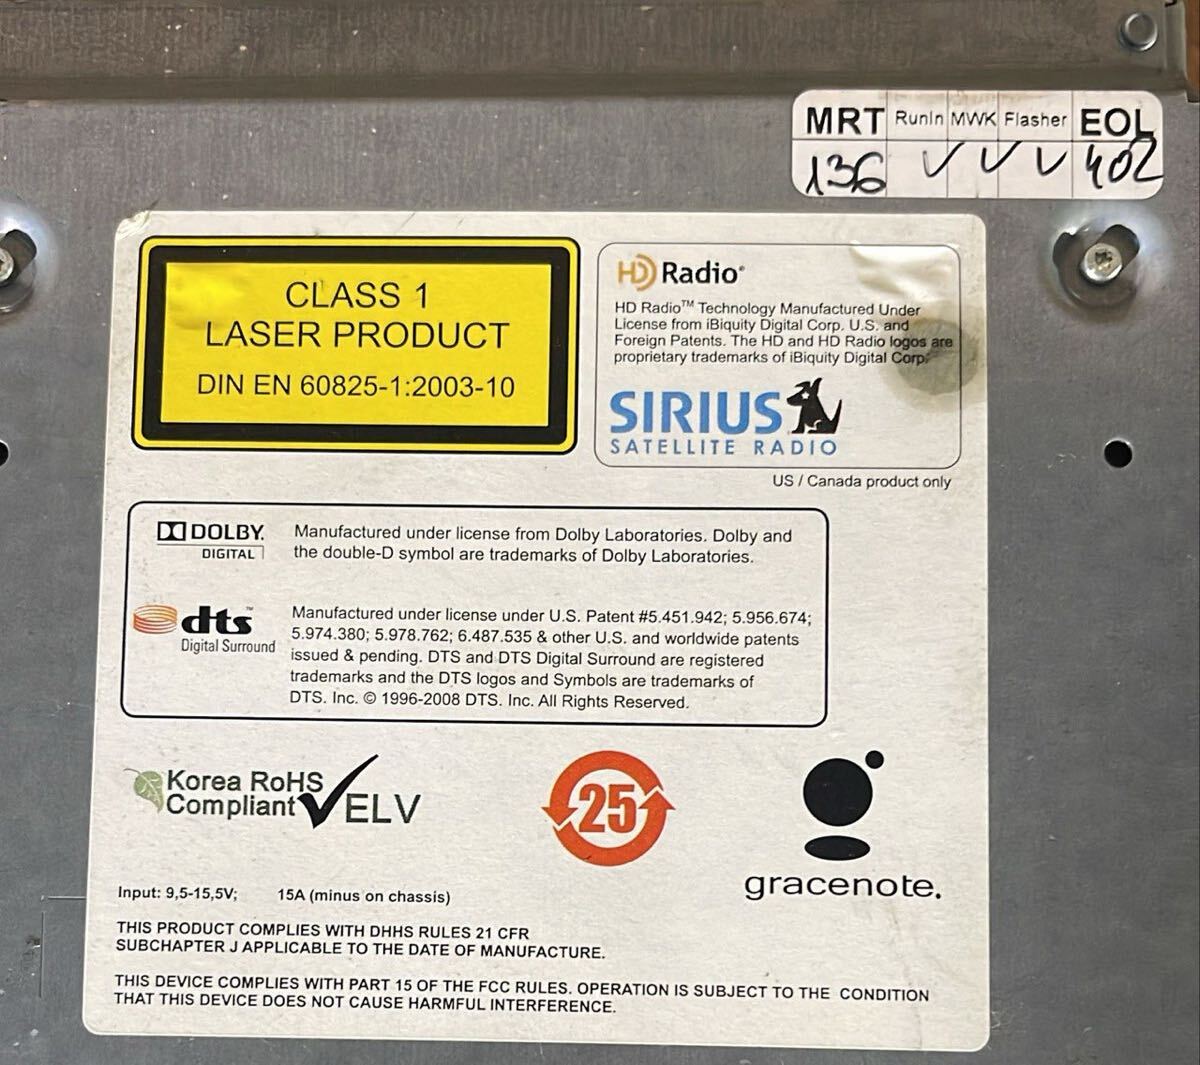 MRT RunIn MWK Flasher EOL
136 ✓ ✓ ✓ 402
CLASS 1
LASER PRODUCT
DIN EN 60825-1:2003-10
HD Radio®
HD Radio™ Technology Manufactured Under
License from iBiquity Digital Corp. U.S. and
Foreign Patents. The HD and HD Radio logos are
proprietary trademarks of iBiquity Digital Corp.
SIRIUS
SATELLITE RADIO
US / Canada product only
DOLBY.
DIGITAL
Manufactured under license from Dolby Laboratories. Dolby and
the double-D symbol are trademarks of Dolby Laboratories.
dts™
Digital Surround
Manufactured under license under U.S. Patent #5.451.942; 5.956.674;
5.974.380; 5.978.762; 6.487.535 & other U.S. and worldwide patents
issued & pending. DTS and DTS Digital Surround are registered
trademarks and the DTS logos and Symbols are trademarks of
DTS. Inc. © 1996-2008 DTS. Inc. All Rights Reserved.
Korea RoHS
Compliant ✓ELV
25
gracenote.
Input: 9,5-15,5V; 15A (minus on chassis)
THIS PRODUCT COMPLIES WITH DHHS RULES 21 CFR
SUBCHAPTER J APPLICABLE TO THE DATE OF MANUFACTURE.
THIS DEVICE COMPLIES WITH PART 15 OF THE FCC RULES. OPERATION IS SUBJECT TO THE CONDITION
THAT THIS DEVICE DOES NOT CAUSE HARMFUL INTERFERENCE.